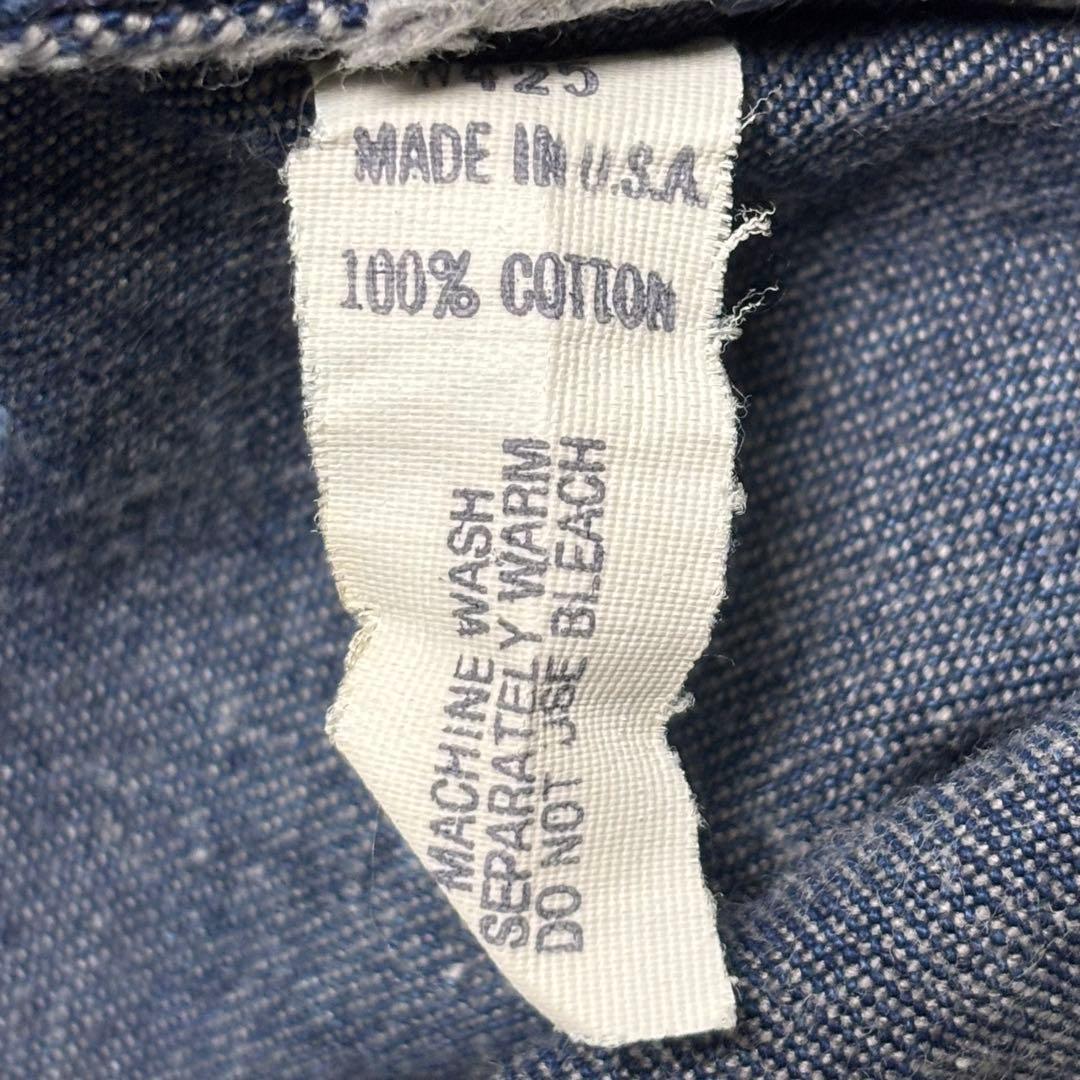 MADE IN U.S.A.
100% COTTON
MACHINE WASH
SEPARATELY WARM
DO NOT USE BLEACH